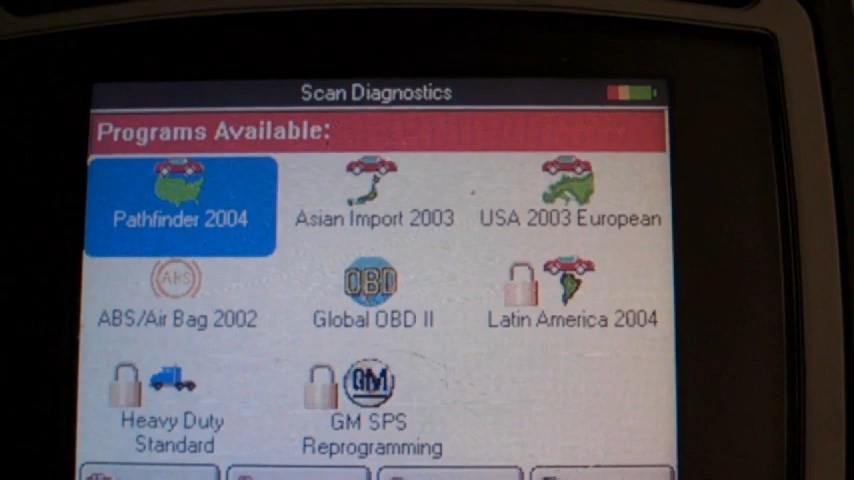 Scan Diagnostics
Programs Available:
Pathfinder 2004
Asian Import 2003
USA 2003 European
ABS
OBD
ABS/Air Bag 2002
Global OBD II
Latin America 2004
GM
Heavy Duty
Standard
GM SPS
Reprogramming